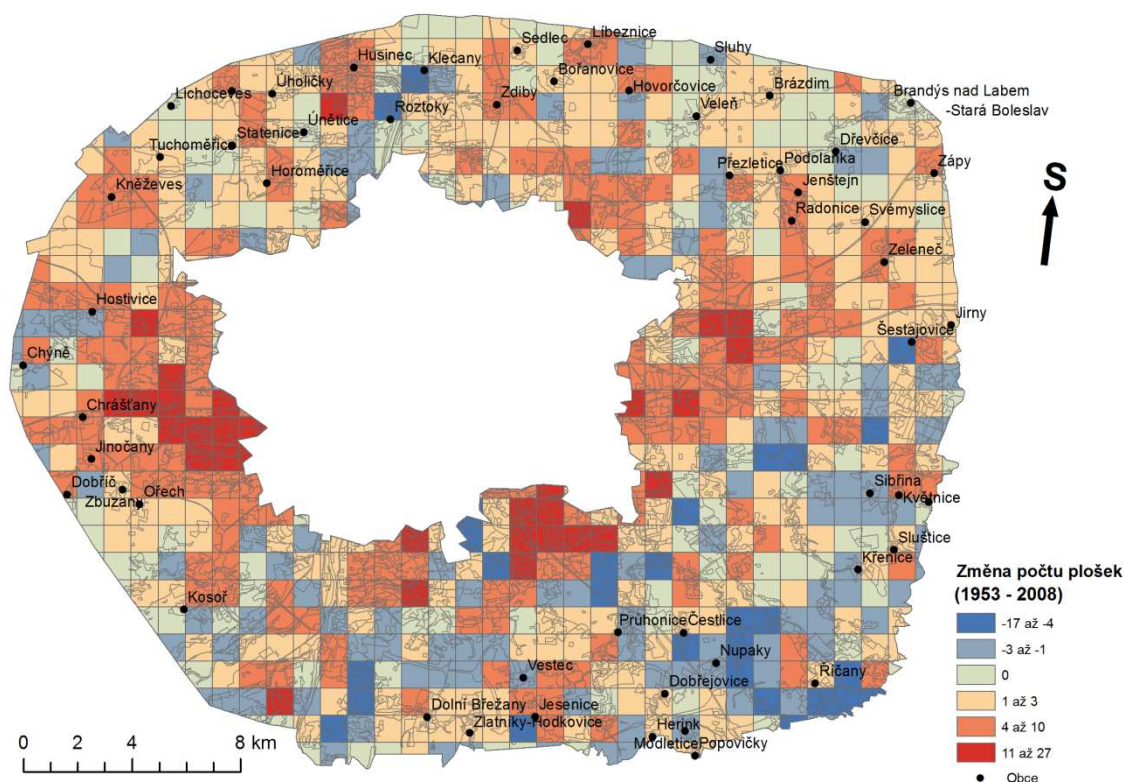 Sedlec
Líbeznice
Husinec
Klecany
Bořanovice
Sluhy
Úholičky
Zdiby
Hovorčovice
Brázdim
Lichoceves
Roztoky
Veleň
Brandýs nad Labem
-Stará Boleslav
Únětice
Statenice
Tuchoměřice
Dřevčice
Přezletice
Podolanka
Zápy
Horoměřice
Kněževes
Jenštejn
S
Radonice
Svémyslice
Zeleneč
Hostivice
Jirny
Šestajovice
Chýně
Chrášťany
Jinočany
Dobříč
Zbuzany
Ořech
Sibřina
Květnice
Sluštice
Křenice
Kosoř
Průhonice
Čestlice
Nupaky
Vestec
Říčany
Dobřejovice
Dolní Břežany
Jesenice
Zlatníky-Hodkovice
Herink
Modletice
Popovičky
0 2 4 8 km
Změna počtu plošek
(1953 - 2008)
-17 až -4
-3 až -1
0
1 až 3
4 až 10
11 až 27
Obce